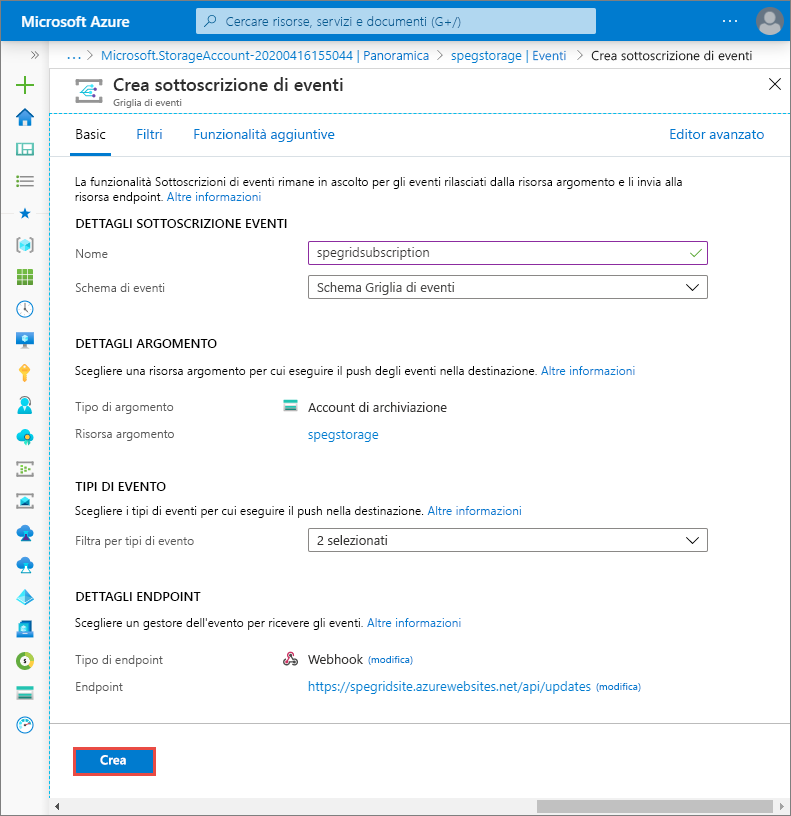 Microsoft Azure
Cercare risorse, servizi e documenti (G+/)
... > Microsoft.StorageAccount-20200416155044 | Panoramica > spegstorage | Eventi > Crea sottoscrizione di eventi
Crea sottoscrizione di eventi
Griglia di eventi
Basic Filtri Funzionalità aggiuntive Editor avanzato
La funzionalità Sottoscrizioni di eventi rimane in ascolto per gli eventi rilasciati dalla risorsa argomento e li invia alla
risorsa endpoint. Altre informazioni
DETTAGLI SOTTOSCRIZIONE EVENTI
Nome spegridsubscription
Schema di eventi Schema Griglia di eventi
DETTAGLI ARGOMENTO
Scegliere una risorsa argomento per cui eseguire il push degli eventi nella destinazione. Altre informazioni
Tipo di argomento Account di archiviazione
Risorsa argomento spegstorage
TIPI DI EVENTO
Scegliere i tipi di eventi per cui eseguire il push nella destinazione. Altre informazioni
Filtra per tipi di evento 2 selezionati
DETTAGLI ENDPOINT
Scegliere un gestore dell'evento per ricevere gli eventi. Altre informazioni
Tipo di endpoint Webhook (modifica)
Endpoint https://spegridsite.azurewebsites.net/api/updates (modifica)
Crea